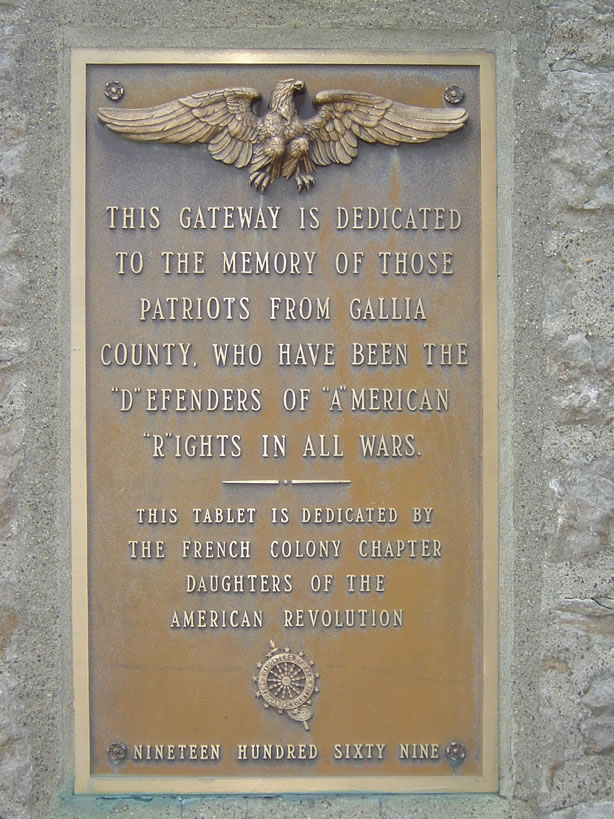 THIS GATEWAY IS DEDICATED
TO THE MEMORY OF THOSE
PATRIOTS FROM GALLIA
COUNTY, WHO HAVE BEEN THE
"D"EFENDERS OF "A"MERICAN
"R"IGHTS IN ALL WARS.
THIS TABLET IS DEDICATED BY
THE FRENCH COLONY CHAPTER
DAUGHTERS OF THE
AMERICAN REVOLUTION
NINETEEN HUNDRED SIXTY NINE